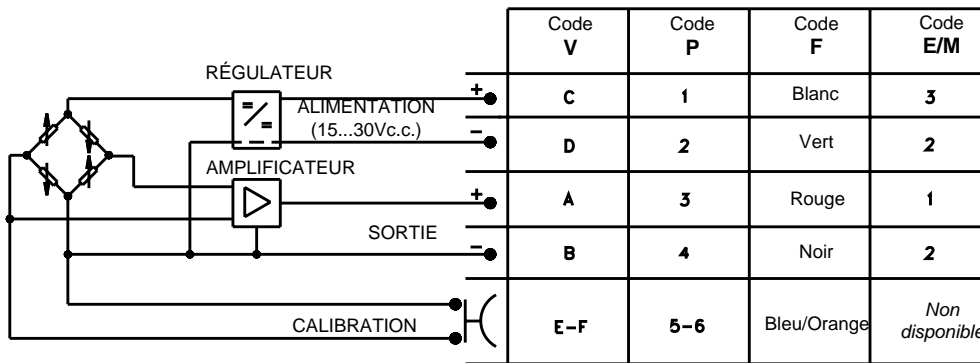 Code Code Code Code
V P F E/M
RÉGULATEUR
+ C 1 Blanc 3
ALIMENTATION
(15...30Vc.c.)
- D 2 Vert 2
AMPLIFICATEUR
+ A 3 Rouge 1
SORTIE
- B 4 Noir 2
CALIBRATION E-F 5-6 Bleu/Orange Non
disponible